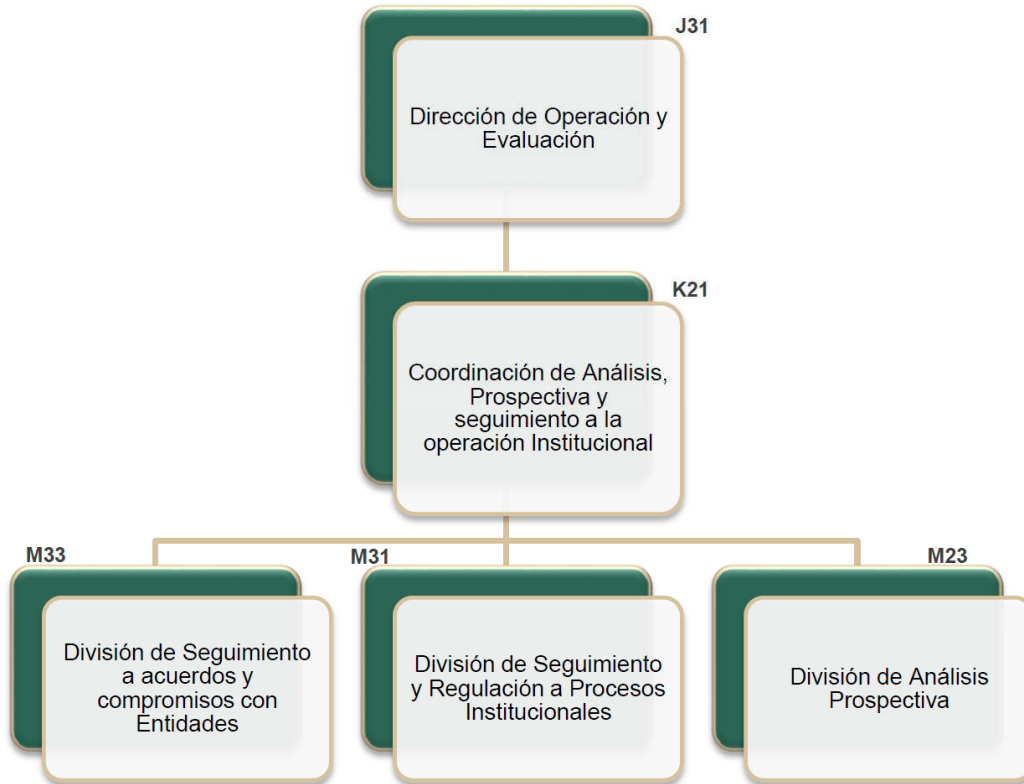 J31
Dirección de Operación y
Evaluación
K21
Coordinación de Análisis,
Prospectiva y
seguimiento a la
operación Institucional
M33
División de Seguimiento
a acuerdos y
compromisos con
Entidades
M31
División de Seguimiento
y Regulación a Procesos
Institucionales
M23
División de Análisis
Prospectiva